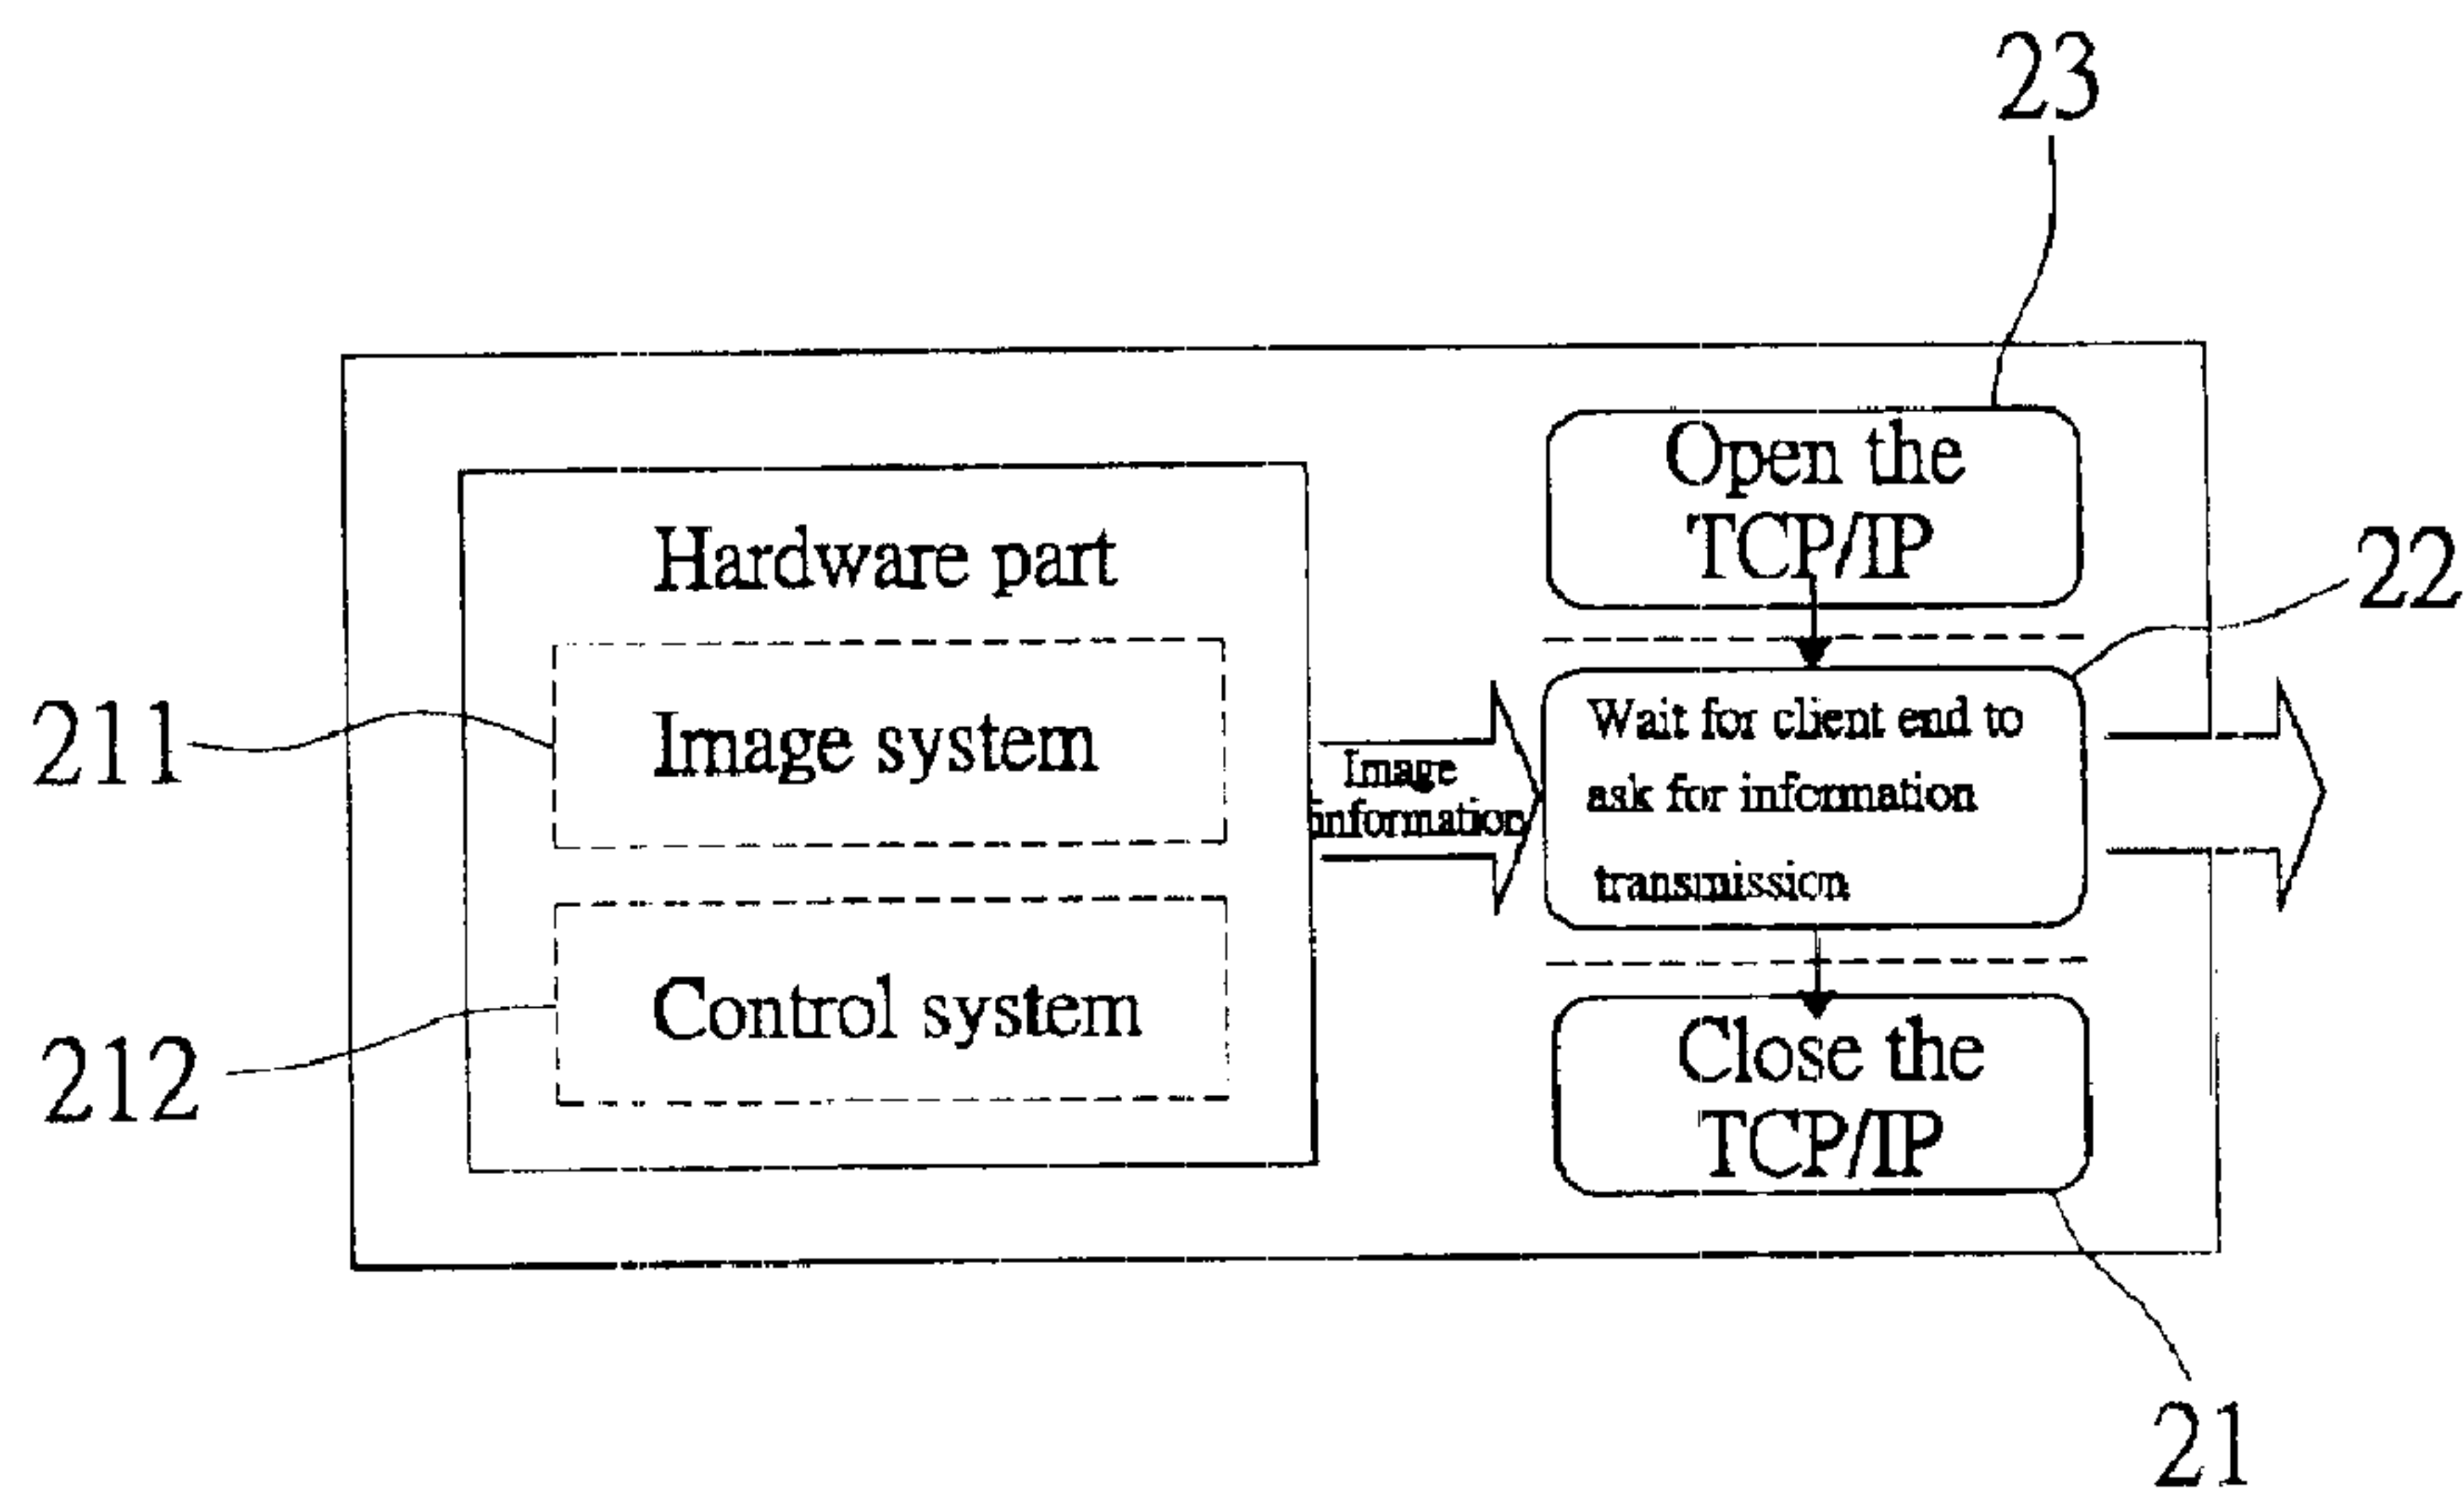 23
Open the
TCP/IP
Hardware part
22
Image system
211
Wait for client end to
ask for information
transmission
Image
information
Control system
212
Close the
TCP/IP
21